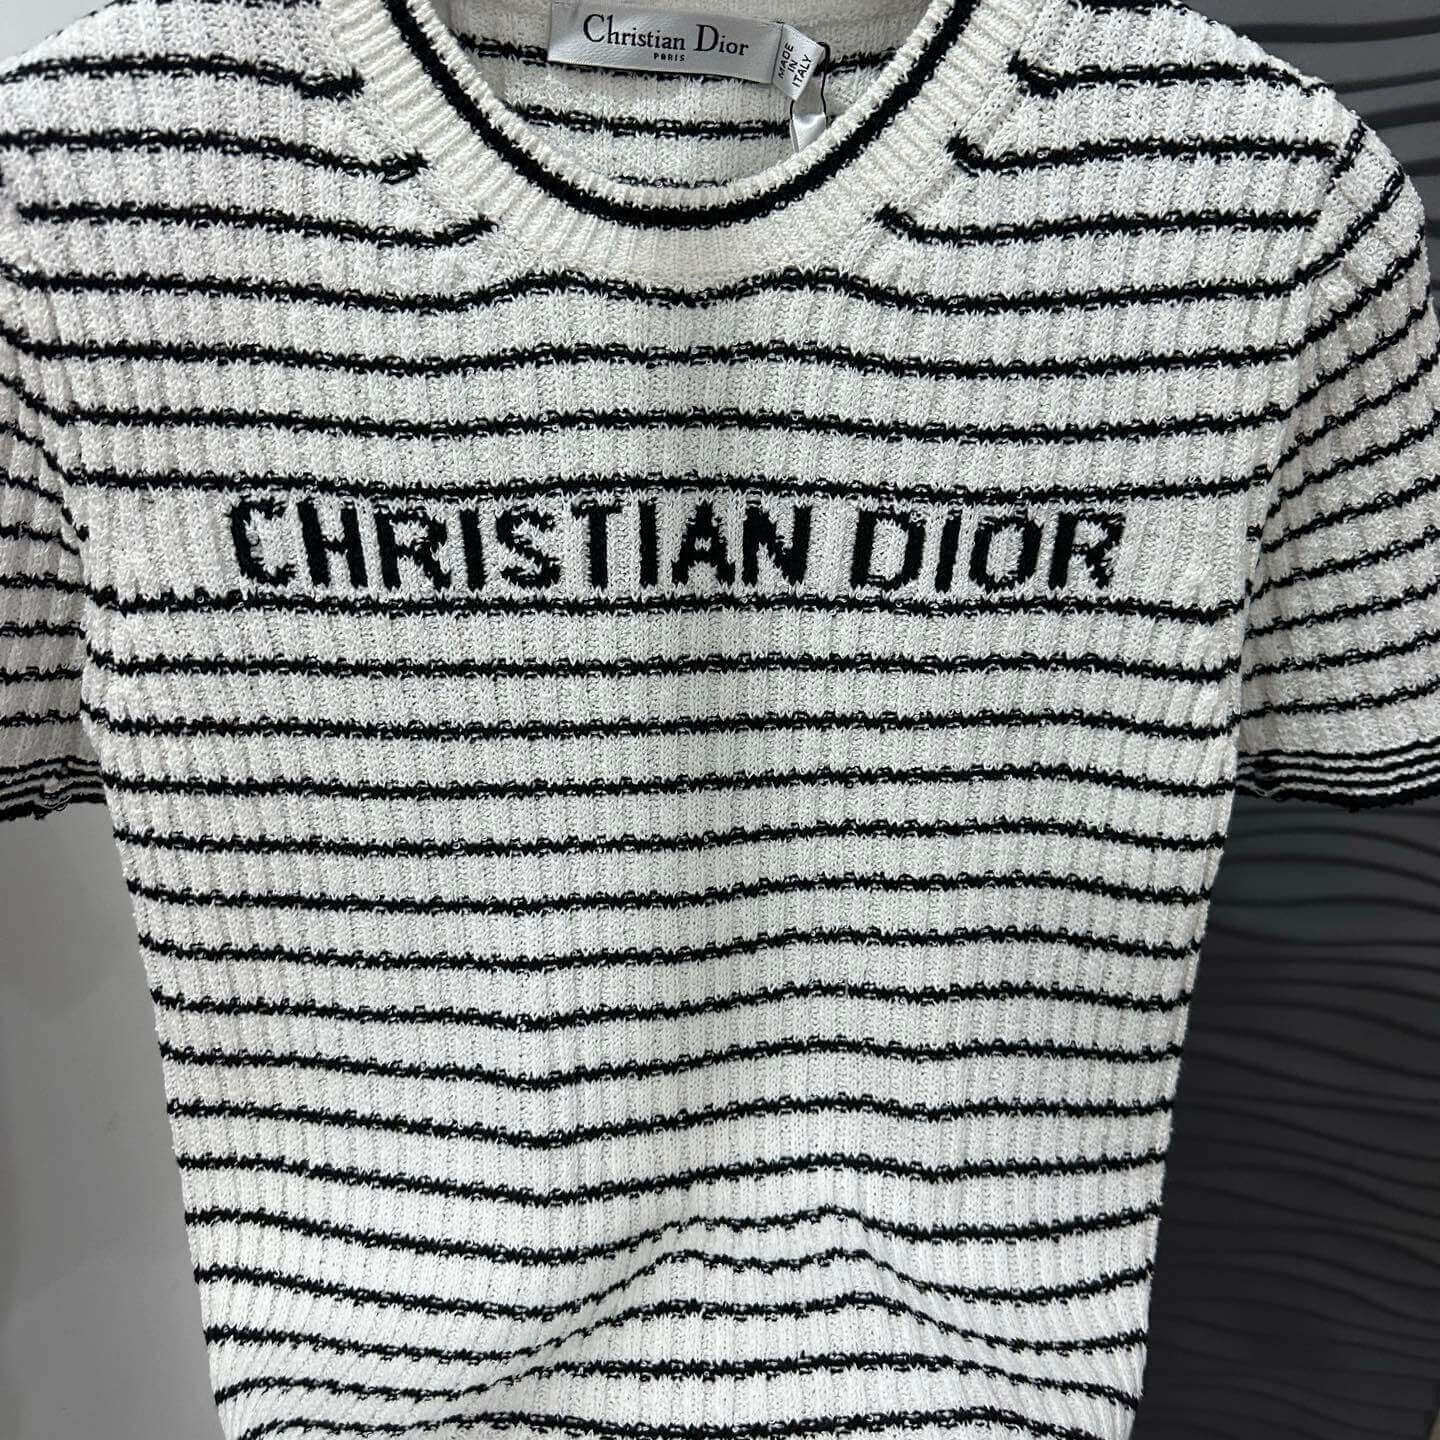 Christian Dior
PARIS
MADE
IN
ITALY
CHRISTIAN DIOR